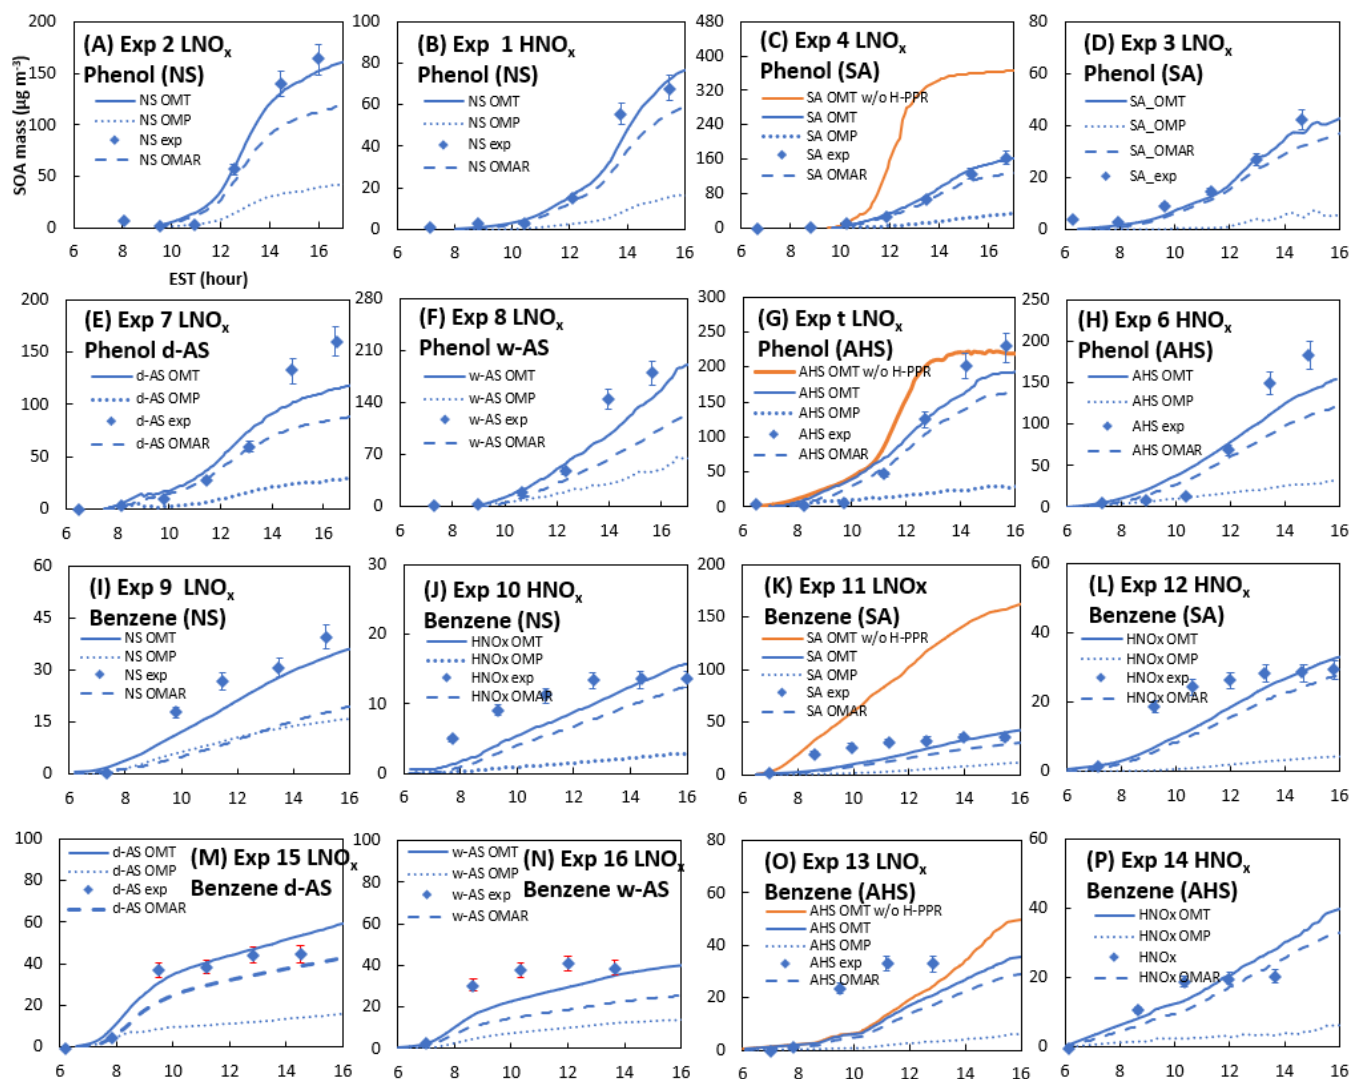 SOA mass (µg m-3)
200
150
100
50
0
(A) Exp 2 LNOx
Phenol (NS)
NS OMT
NS OMP
NS exp
NS OMAR
6 8 10 12 14 16
EST (hour)
100
80
60
40
20
0
(B) Exp 1 HNOx
Phenol (NS)
NS OMT
NS OMP
NS exp
NS OMAR
6 8 10 12 14 16
480
400
320
240
160
80
0
(C) Exp 4 LNOx
Phenol (SA)
SA OMT w/o H-PPR
SA OMT
SA OMP
SA exp
SA OMAR
6 8 10 12 14 16
80
60
40
20
0
(D) Exp 3 LNOx
Phenol (SA)
SA_OMT
SA_OMP
SA_OMAR
SA_exp
6 8 10 12 14 16
200
150
100
50
0
(E) Exp 7 LNOx
Phenol d-AS
d-AS OMT
d-AS OMP
d-AS exp
d-AS OMAR
6 8 10 12 14 16
280
210
140
70
0
(F) Exp 8 LNOx
Phenol w-AS
w-AS OMT
w-AS OMP
w-AS exp
w-AS OMAR
6 8 10 12 14 16
300
250
200
150
100
50
0
(G) Exp t LNOx
Phenol (AHS)
AHS OMT w/o H-PPR
AHS OMT
AHS OMP
AHS exp
AHS OMAR
6 8 10 12 14 16
250
200
150
100
50
0
(H) Exp 6 HNOx
Phenol (AHS)
AHS OMT
AHS OMP
AHS exp
AHS OMAR
6 8 10 12 14 16
60
45
30
15
0
(I) Exp 9 LNOx
Benzene (NS)
NS OMT
NS OMP
NS exp
NS OMAR
6 8 10 12 14 16
30
20
10
0
(J) Exp 10 HNOx
Benzene (NS)
HNOx OMT
HNOx OMP
HNOx exp
HNOx OMAR
6 8 10 12 14 16
200
150
100
50
0
(K) Exp 11 LNOx
Benzene (SA)
SA OMT w/o H-PPR
SA OMT
SA OMP
SA exp
SA OMAR
6 8 10 12 14 16
60
40
20
0
(L) Exp 12 HNOx
Benzene (SA)
HNOx OMT
HNOx OMP
HNOx exp
HNOx OMAR
6 8 10 12 14 16
100
80
60
40
20
0
(M) Exp 15 LNOx
Benzene d-AS
d-AS OMT
d-AS OMP
d-AS exp
d-AS OMAR
6 8 10 12 14 16
100
80
60
40
20
0
(N) Exp 16 LNOx
Benzene w-AS
w-AS OMT
w-AS OMP
w-AS exp
w-AS OMAR
6 8 10 12 14 16
80
60
40
20
0
(O) Exp 13 LNOx
Benzene (AHS)
AHS OMT w/o H-PPR
AHS OMT
AHS OMP
AHS exp
AHS OMAR
6 8 10 12 14 16
60
40
20
0
(P) Exp 14 HNOx
Benzene (AHS)
HNOx OMT
HNOx OMP
HNOx
HNOx OMAR
6 8 10 12 14 16